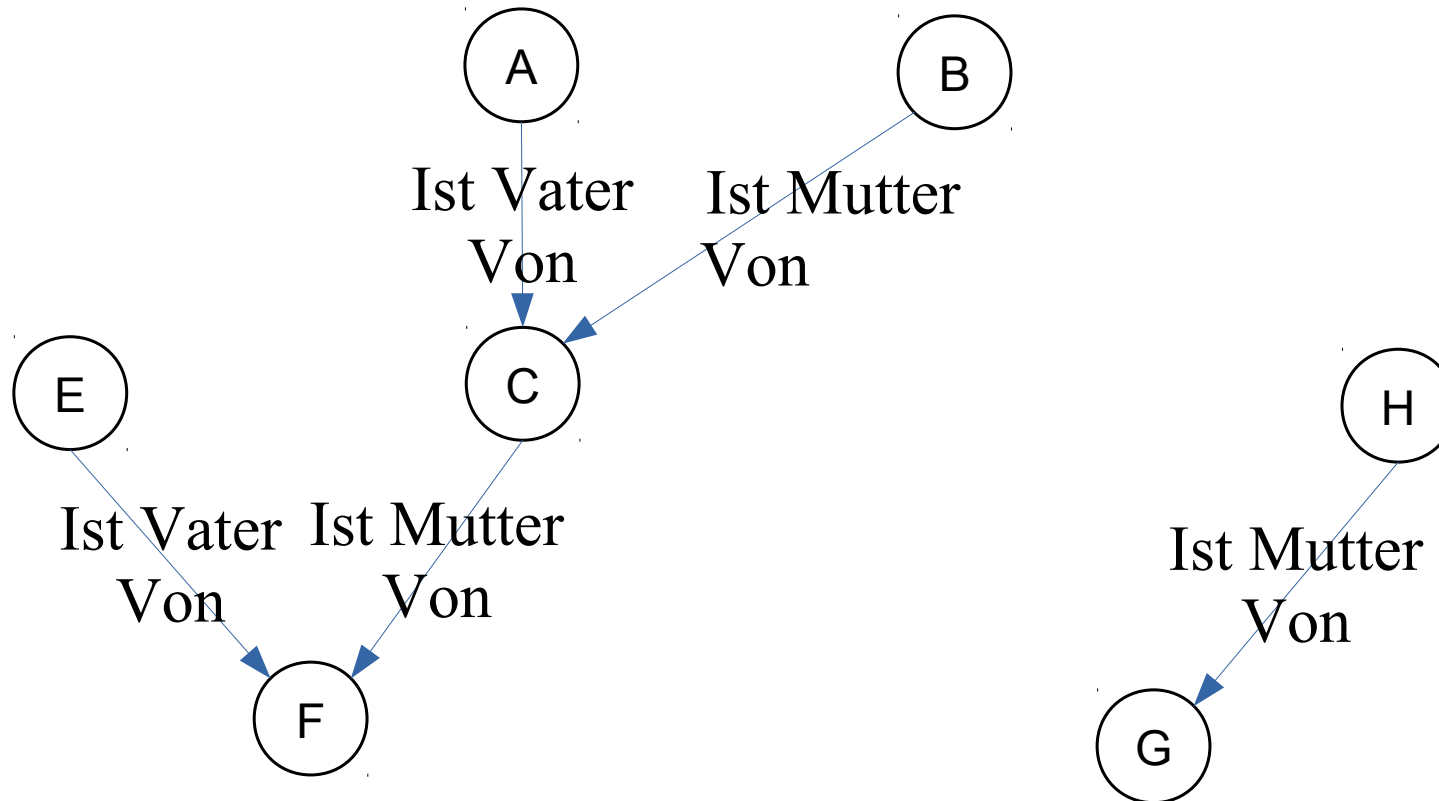 A
B
Ist Vater
Von
Ist Mutter
Von
E
C
H
Ist Vater
Von
Ist Mutter
Von
Ist Mutter
Von
F
G